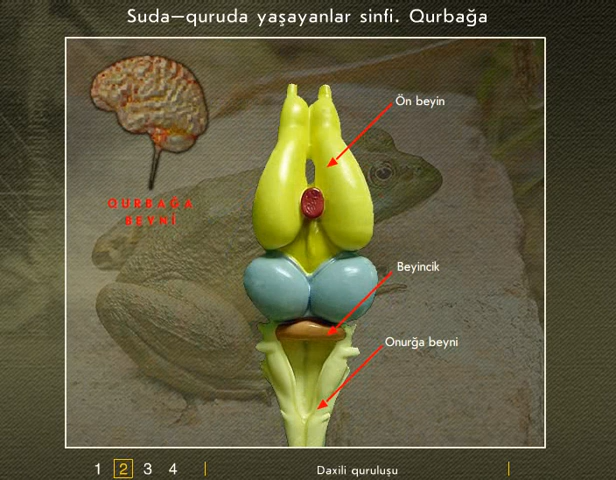 Suda–quruda yaşayanlar sinfi. Qurbağa
Ön beyin
QURBAĞA
BEYNİ
Beyincik
Onurğa beyni
1 2 3 4
Daxili quruluşu